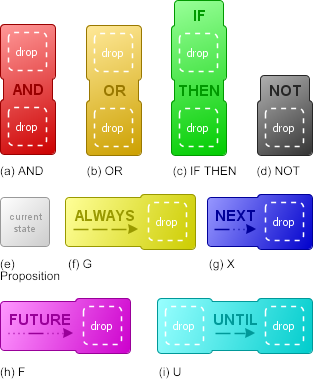 IF
drop
drop
drop
AND
OR
THEN
NOT
drop
drop
drop
drop
(a) AND
(b) OR
(c) IF THEN
(d) NOT
current
state
ALWAYS
drop
NEXT
drop
(e)
Proposition
(f) G
(g) X
FUTURE
drop
drop
UNTIL
drop
(h) F
(i) U